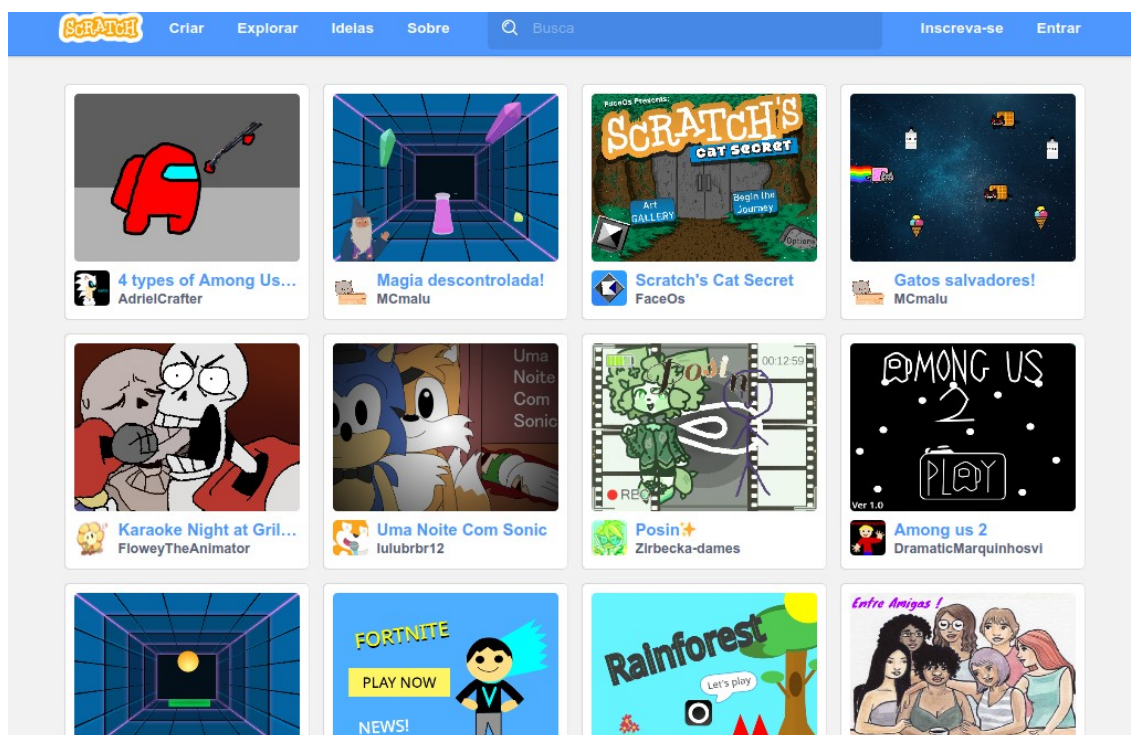 SCRATCH Criar Explorar Ideias Sobre Busca Inscreva-se Entrar
FaceOs Presents:
SCRATCH'S
CAT SECRET
Art
GALLERY
Begin the
Journey
Options
4 types of Among Us...
AdrielCrafter
Magia descontrolada!
MCmalu
Scratch's Cat Secret
FaceOs
Gatos salvadores!
MCmalu
Uma
Noite
Com
Sonic
posin
00:12:59
REC
AMONG US
2
PLAY
Ver 1.0
Karaoke Night at Gril...
FloweyTheAnimator
Uma Noite Com Sonic
lulubrbr12
Posin✨
Zirbecka-dames
Among us 2
DramaticMarquinhosvi
FORTNITE
PLAY NOW
NEWS!
Rainforest
Let's play
Entre Amigas !